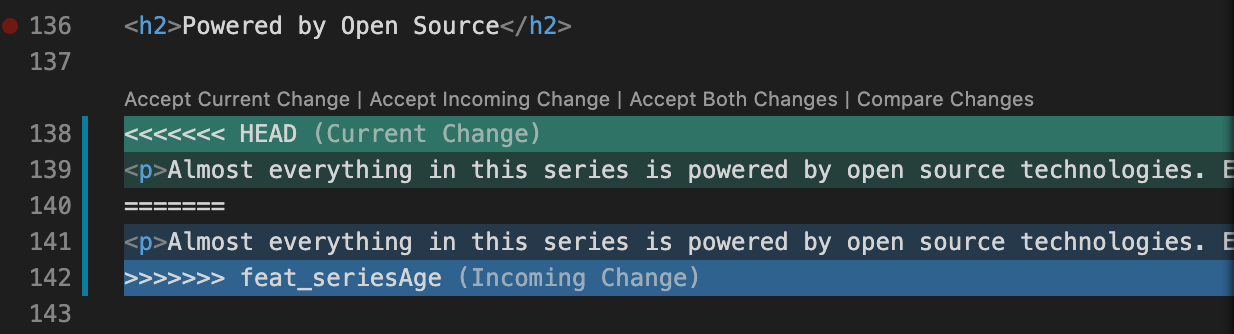 136 <h2>Powered by Open Source</h2>
137
Accept Current Change | Accept Incoming Change | Accept Both Changes | Compare Changes
138 <<<<<<< HEAD (Current Change)
139 <p>Almost everything in this series is powered by open source technologies. E
140 =======
141 <p>Almost everything in this series is powered by open source technologies. E
142 >>>>>>> feat_seriesAge (Incoming Change)
143